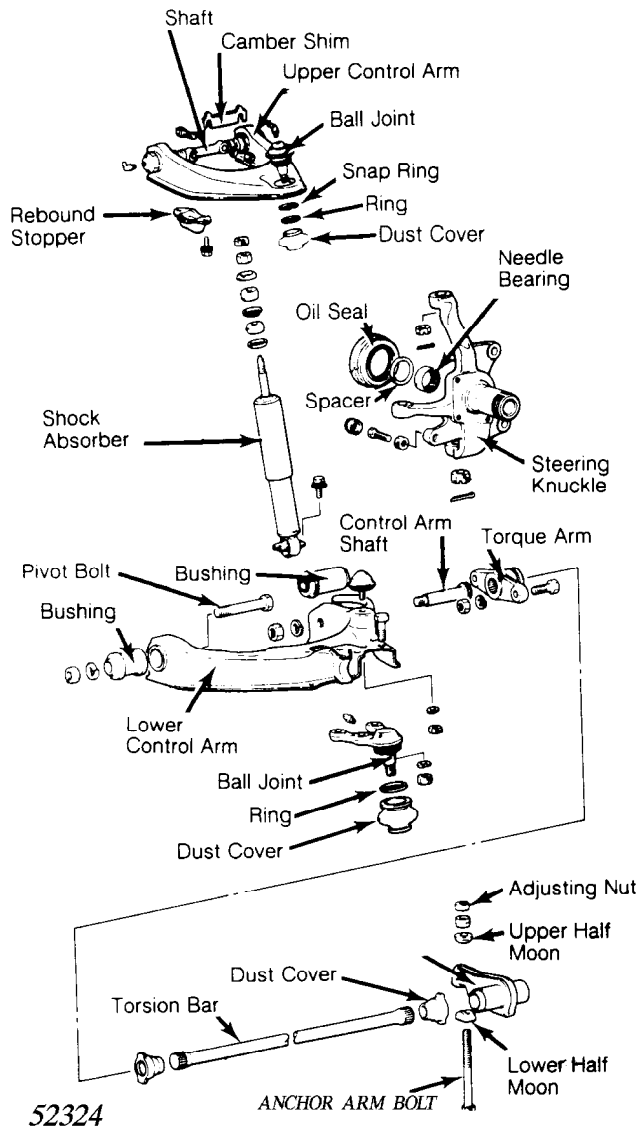 Shaft
Camber Shim
Upper Control Arm
Ball Joint
Snap Ring
Ring
Dust Cover
Rebound
Stopper
Needle
Bearing
Oil Seal
Spacer
Shock
Absorber
Steering
Knuckle
Control Arm
Shaft
Torque Arm
Bushing
Pivot Bolt
Bushing
Lower
Control Arm
Ball Joint
Ring
Dust Cover
Adjusting Nut
Upper Half
Moon
Dust Cover
Torsion Bar
Lower Half
Moon
ANCHOR ARM BOLT
52324